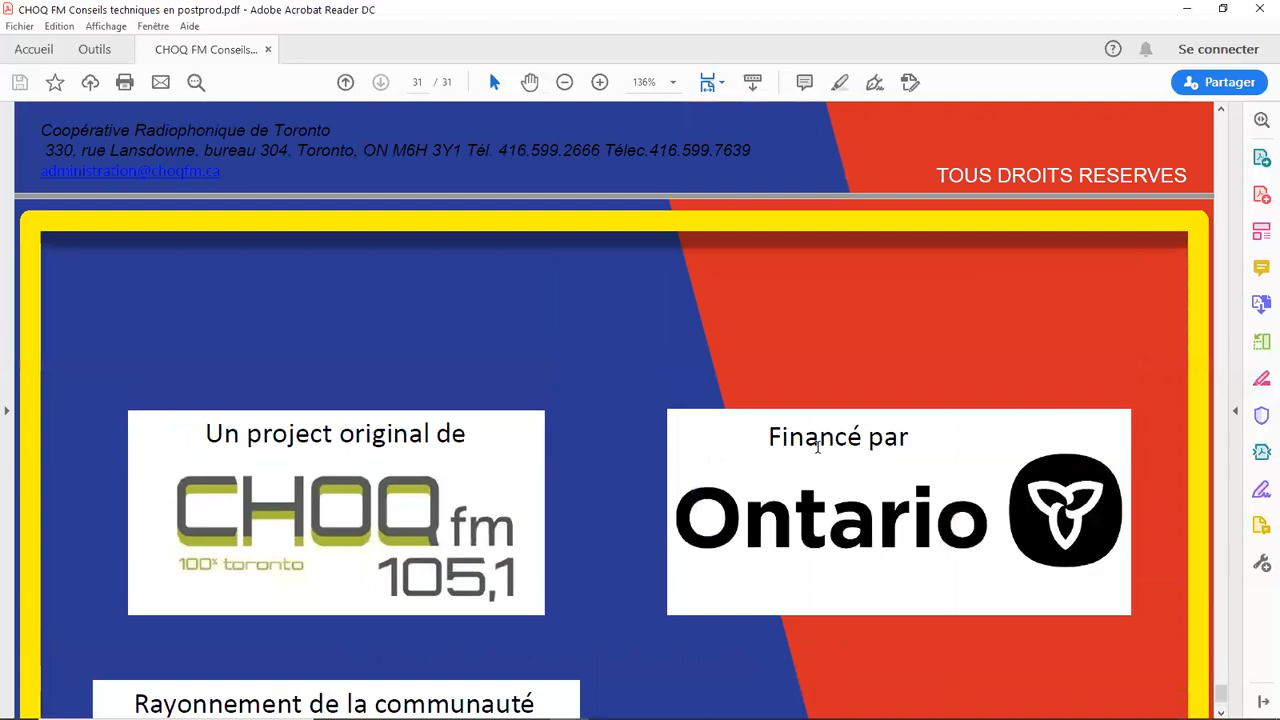 CHOQ FM Conseils techniques en postprod.pdf - Adobe Acrobat Reader DC
Fichier Edition Affichage Fenêtre Aide
Accueil Outils CHOQ FM Conseils... × Se connecter
31 / 31 136% Partager
Coopérative Radiophonique de Toronto
330, rue Lansdowne. bureau 304. Toronto, ON M6H 3Y1 Tél. 416.599.2666 Télec.416.599.7639
administration@choqfm.ca
TOUS DROITS RESERVES
Un project original de
CHOQ fm
100% toronto
105,1
Financé par
Ontario
Rayonnement de la communauté